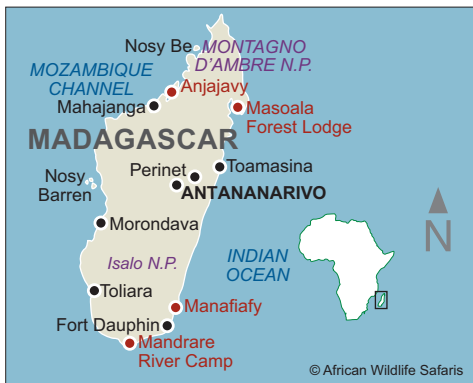 Nosy Be
MONTAGNO
D'AMBRE N.P.
MOZAMBIQUE
CHANNEL
Anjajavy
Mahajanga
Masoala
Forest Lodge
MADAGASCAR
Perinet
Toamasina
Nosy
Barren
ANTANANARIVO
Morondava
N
Isalo N.P.
INDIAN
OCEAN
Toliara
Manafiafy
Fort Dauphin
Mandrare
River Camp
© African Wildlife Safaris